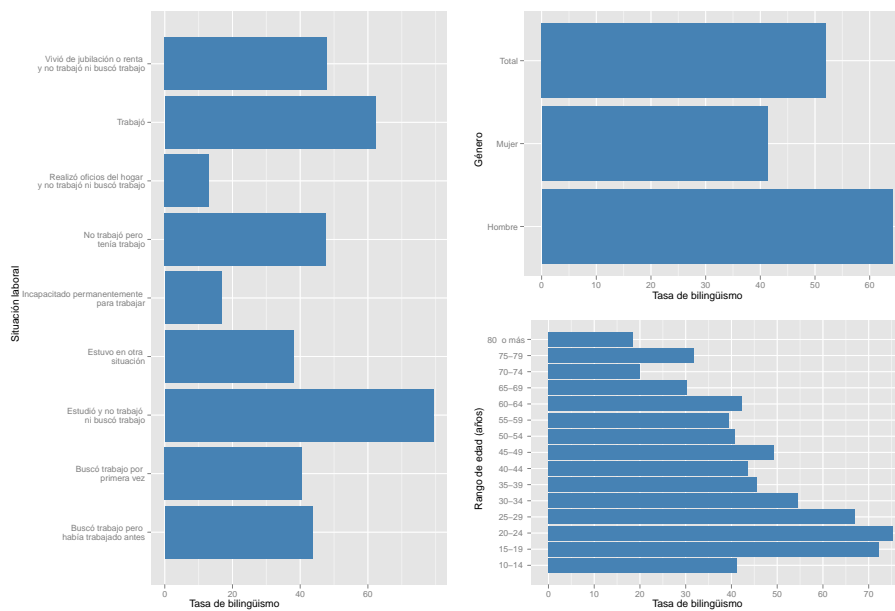 Situación laboral
Vivió de jubilación o renta
y no trabajó ni buscó trabajo
Trabajó
Realizó oficios del hogar
y no trabajó ni buscó trabajo
No trabajó pero
tenía trabajo
Incapacitado permanentemente
para trabajar
Estuvo en otra
situación
Estudió y no trabajó
ni buscó trabajo
Buscó trabajo por
primera vez
Buscó trabajo pero
había trabajado antes
0 20 40 60
Tasa de bilingüismo
Género
Total
Mujer
Hombre
0 10 20 30 40 50 60
Tasa de bilingüismo
Rango de edad (años)
80 o más
75–79
70–74
65–69
60–64
55–59
50–54
45–49
40–44
35–39
30–34
25–29
20–24
15–19
10–14
0 10 20 30 40 50 60 70
Tasa de bilingüismo